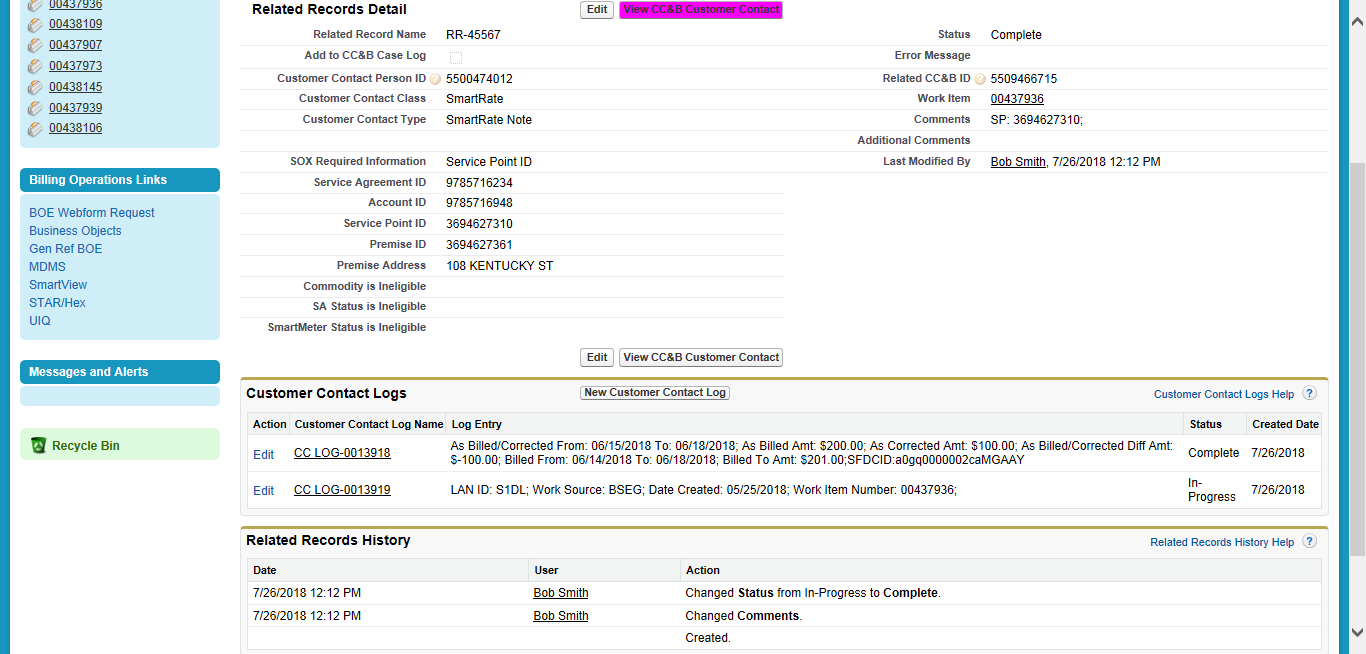 00437936
00438109
00437907
00437973
00438145
00437939
00438106
Billing Operations Links
BOE Webform Request
Business Objects
Gen Ref BOE
MDMS
SmartView
STAR/Hex
UIQ
Messages and Alerts
Recycle Bin
Related Records Detail Edit View CC&B Customer Contact
Related Record Name RR-45567 Status Complete
Add to CC&B Case Log Error Message
Customer Contact Person ID 5500474012 Related CC&B ID 5509466715
Customer Contact Class SmartRate Work Item 00437936
Customer Contact Type SmartRate Note Comments SP: 3694627310;
Additional Comments
SOX Required Information Service Point ID Last Modified By Bob Smith, 7/26/2018 12:12 PM
Service Agreement ID 9785716234
Account ID 9785716948
Service Point ID 3694627310
Premise ID 3694627361
Premise Address 108 KENTUCKY ST
Commodity is Ineligible
SA Status is Ineligible
SmartMeter Status is Ineligible
Edit View CC&B Customer Contact
Customer Contact Logs New Customer Contact Log Customer Contact Logs Help ?
Action Customer Contact Log Name Log Entry Status Created Date
Edit CC LOG-0013918 As Billed/Corrected From: 06/15/2018 To: 06/18/2018; As Billed Amt: $200.00; As Corrected Amt: $100.00; As Billed/Corrected Diff Amt: Complete 7/26/2018
$-100.00; Billed From: 06/14/2018 To: 06/18/2018; Billed To Amt: $201.00;SFDCID:a0gq0000002caMGAAY
Edit CC LOG-0013919 LAN ID: S1DL; Work Source: BSEG; Date Created: 05/25/2018; Work Item Number: 00437936; In- 7/26/2018
Progress
Related Records History Related Records History Help ?
Date User Action
7/26/2018 12:12 PM Bob Smith Changed Status from In-Progress to Complete.
7/26/2018 12:12 PM Bob Smith Changed Comments.
Created.